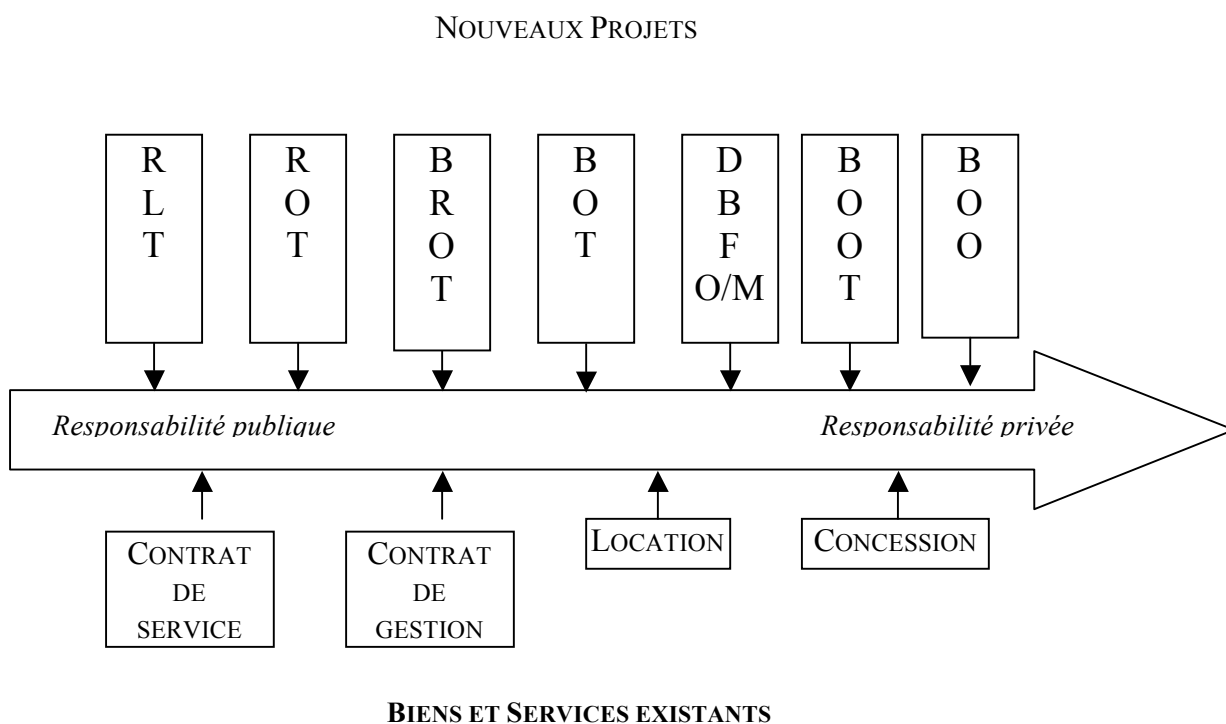 NOUVEAUX PROJETS
R
L
T
R
O
T
B
R
O
T
B
O
T
D
B
F
O/M
B
O
O
T
B
O
O
Responsabilité publique
Responsabilité privée
CONTRAT
DE
SERVICE
CONTRAT
DE
GESTION
LOCATION
CONCESSION
BIENS ET SERVICES EXISTANTS